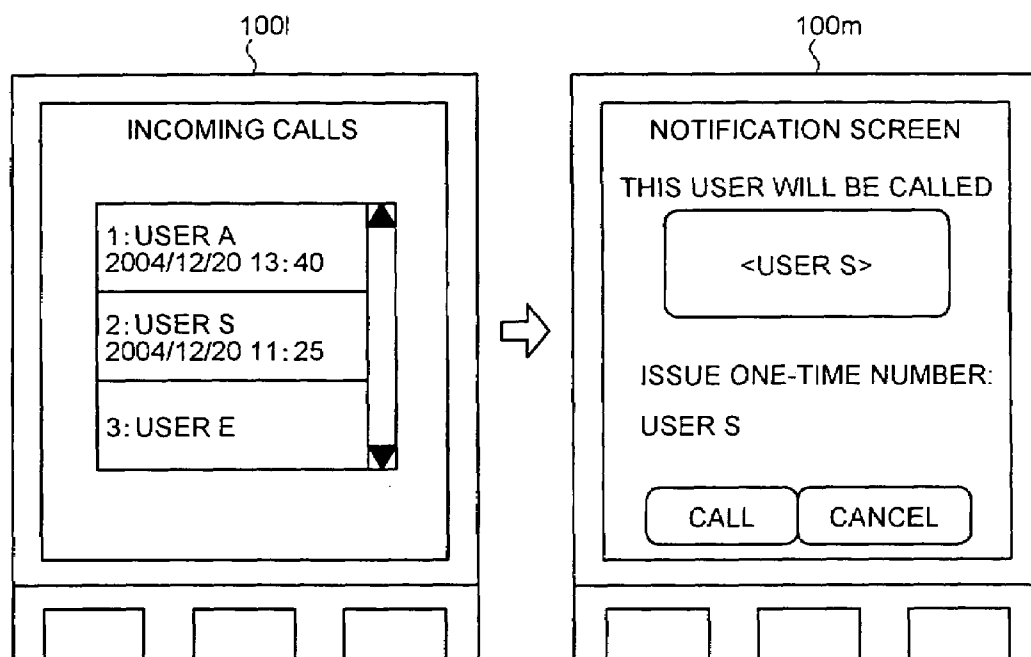 100l
INCOMING CALLS
1:USER A
2004/12/20 13:40
2:USER S
2004/12/20 11:25
3:USER E
100m
NOTIFICATION SCREEN
THIS USER WILL BE CALLED
<USER S>
ISSUE ONE-TIME NUMBER:
USER S
CALL
CANCEL